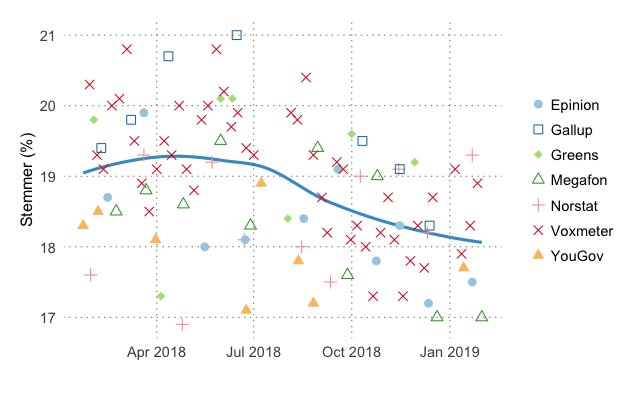 Stemmer (%)
21
20
19
18
17
Apr 2018 Jul 2018 Oct 2018 Jan 2019
Epinion
Gallup
Greens
Megafon
Norstat
Voxmeter
YouGov